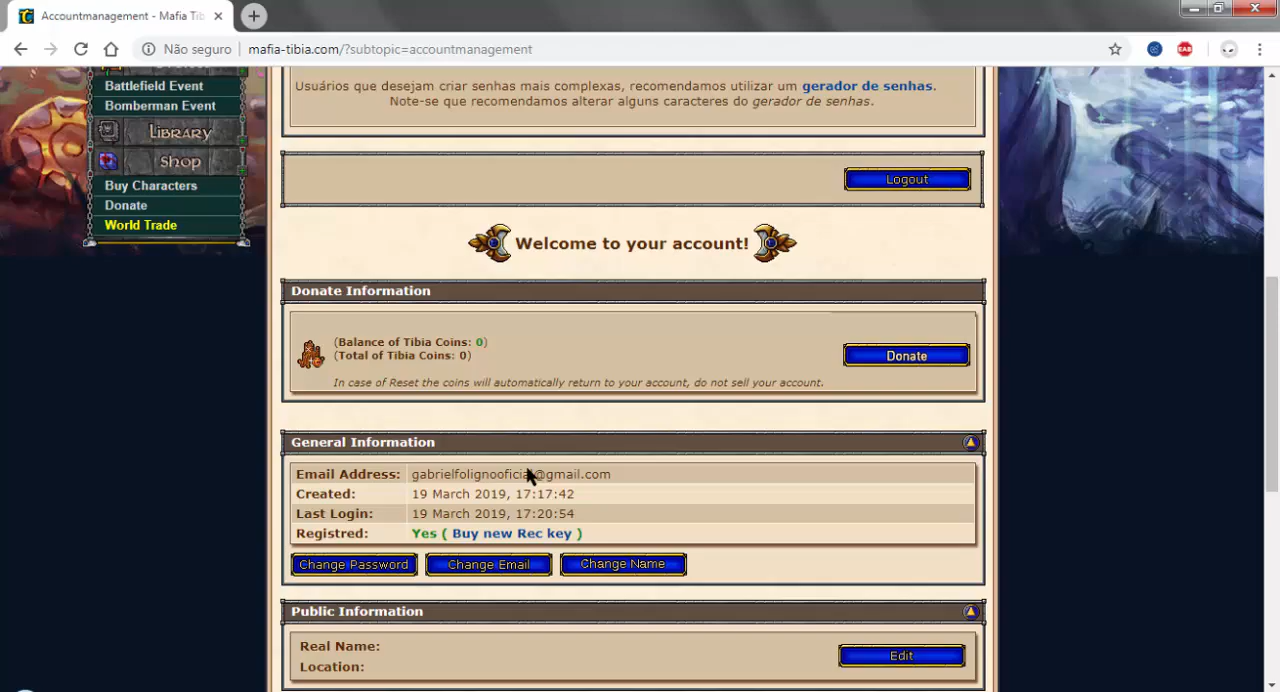 Accountmanagement - Mafia Tib
Não seguro | mafia-tibia.com/?subtopic=accountmanagement
Battlefield Event
Bomberman Event
Library
Shop
Buy Characters
Donate
World Trade
Usuários que desejam criar senhas mais complexas, recomendamos utilizar um gerador de senhas.
Note-se que recomendamos alterar alguns caracteres do gerador de senhas.
Logout
Welcome to your account!
Donate Information
(Balance of Tibia Coins: 0)
(Total of Tibia Coins: 0)
Donate
In case of Reset the coins will automatically return to your account, do not sell your account.
General Information
Email Address: gabrielfolignooficial@gmail.com
Created: 19 March 2019, 17:17:42
Last Login: 19 March 2019, 17:20:54
Registred: Yes ( Buy new Rec key )
Change Password Change Email Change Name
Public Information
Real Name:
Location:
Edit